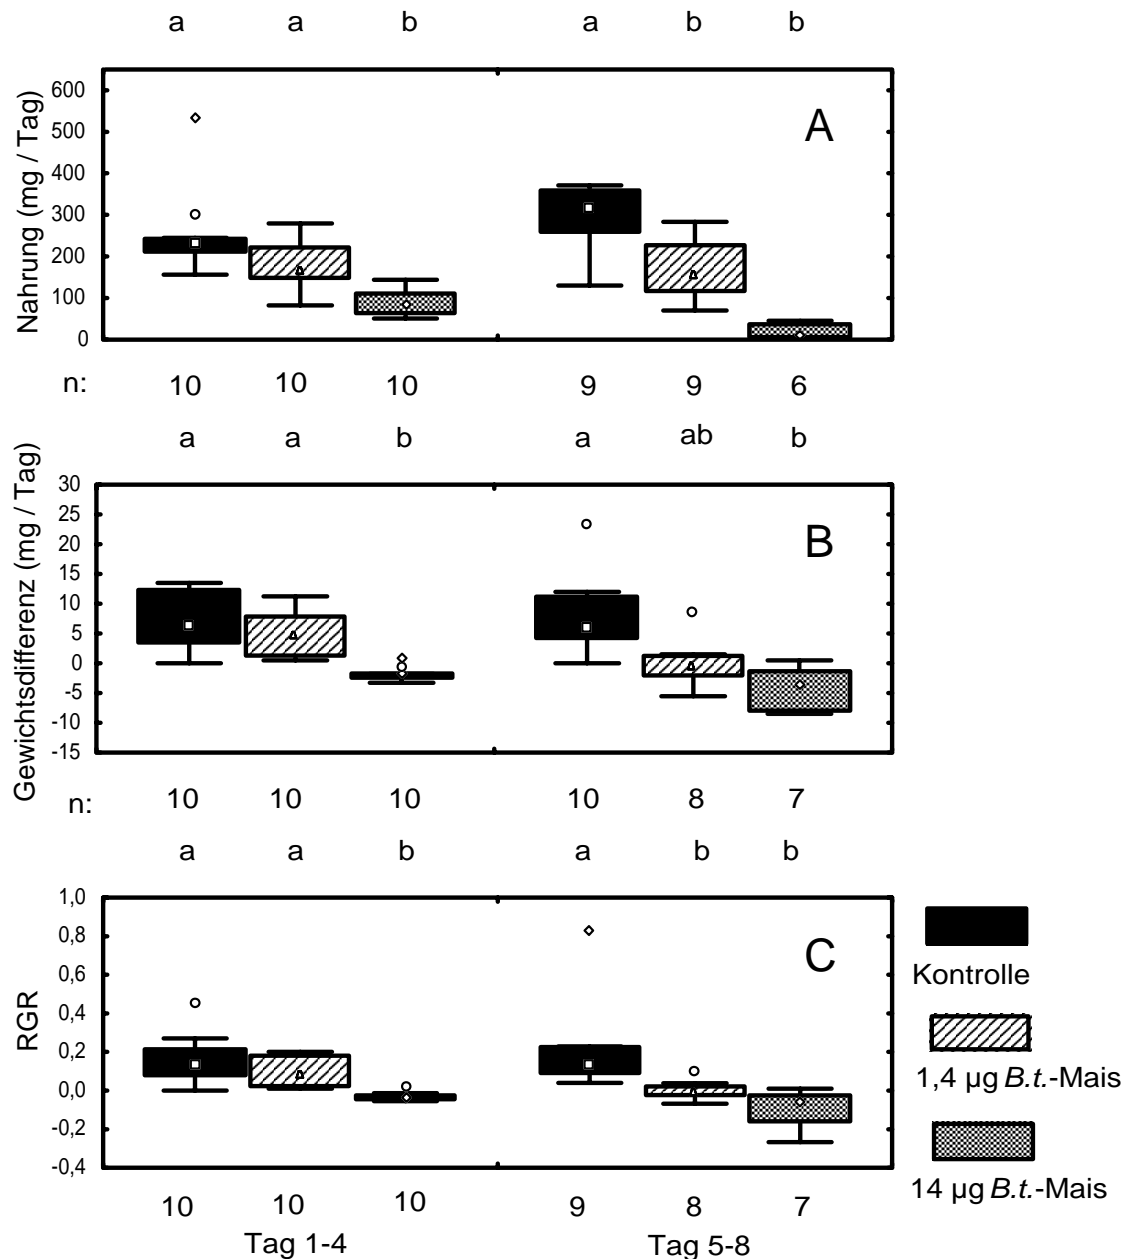 a a b a b b
A
Nahrung (mg / Tag)
600
500
400
300
200
100
0
n: 10 10 10 9 9 6
a a b a ab b
B
Gewichtsdifferenz (mg / Tag)
30
25
20
15
10
5
0
-5
-10
-15
n: 10 10 10 10 8 7
a a b a b b
C
RGR
1,0
0,8
0,6
0,4
0,2
0,0
-0,2
-0,4
10 10 10 9 8 7
Tag 1-4 Tag 5-8
Kontrolle
1,4 µg B.t.-Mais
14 µg B.t.-Mais